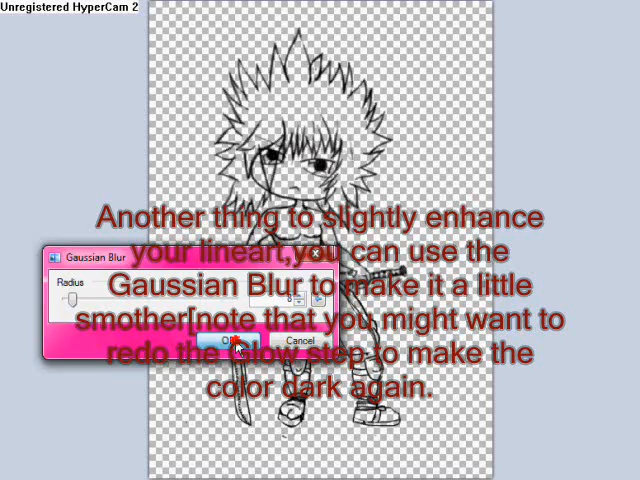 Unregistered HyperCam 2
Another thing to slightly enhance
your lineart,you can use the
Gaussian Blur
Gaussian Blur to make it a little
Radius
smother[note that you might want to
OK
Cancel
redo the Glow step to make the
color dark again.